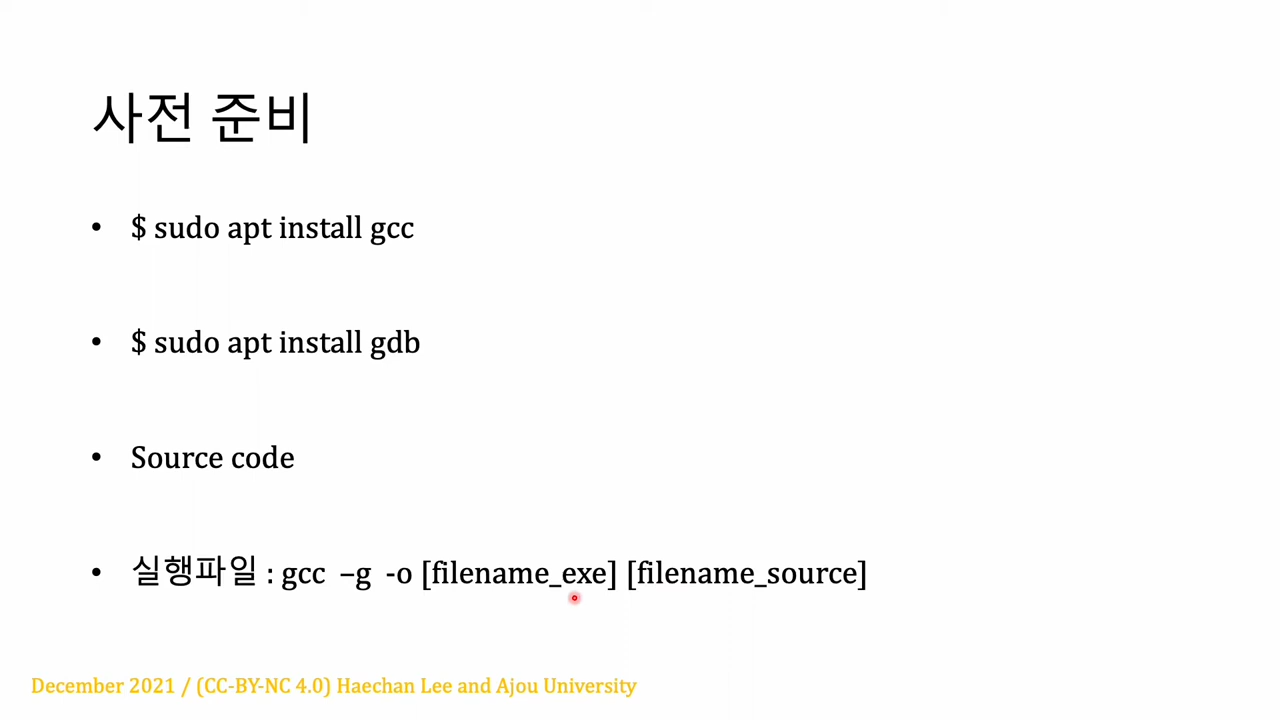 사전 준비
• $ sudo apt install gcc
• $ sudo apt install gdb
• Source code
• 실행파일 : gcc –g -o [filename_exe] [filename_source]
December 2021 / (CC-BY-NC 4.0) Haechan Lee and Ajou University